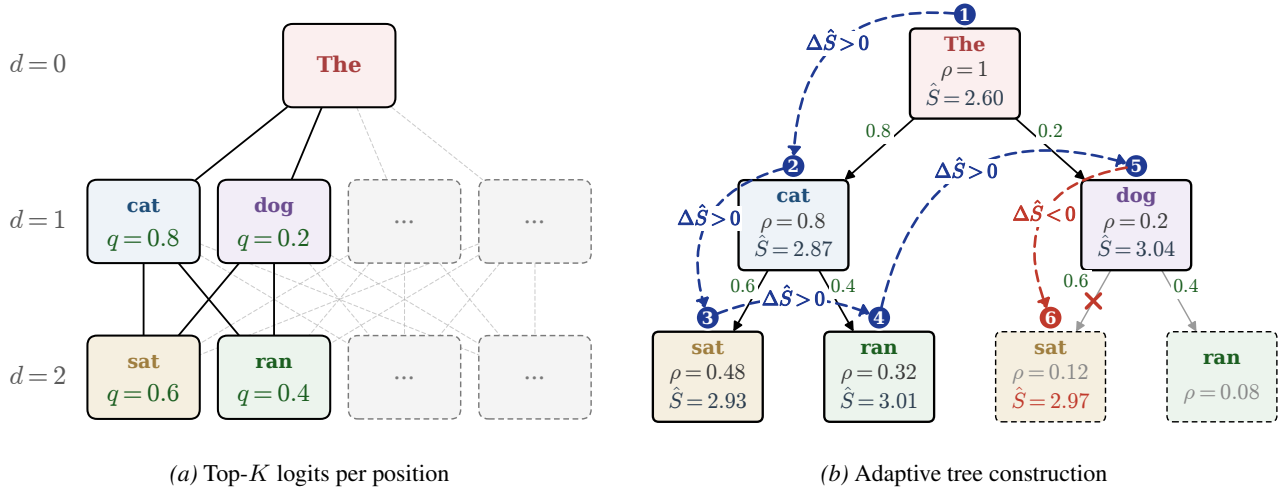 d = 0
The
d = 1
cat
q = 0.8
dog
q = 0.2
...
...
d = 2
sat
q = 0.6
ran
q = 0.4
...
...
(a) Top-K logits per position
1
ΔŜ > 0
The
ρ = 1
Ŝ = 2.60
0.8
0.2
2
ΔŜ > 0
cat
ρ = 0.8
Ŝ = 2.87
ΔŜ > 0
5
ΔŜ < 0
dog
ρ = 0.2
Ŝ = 3.04
0.6
0.4
ΔŜ > 0
0.6
0.4
3
sat
ρ = 0.48
Ŝ = 2.93
4
ran
ρ = 0.32
Ŝ = 3.01
6
sat
ρ = 0.12
Ŝ = 2.97
ran
ρ = 0.08
(b) Adaptive tree construction